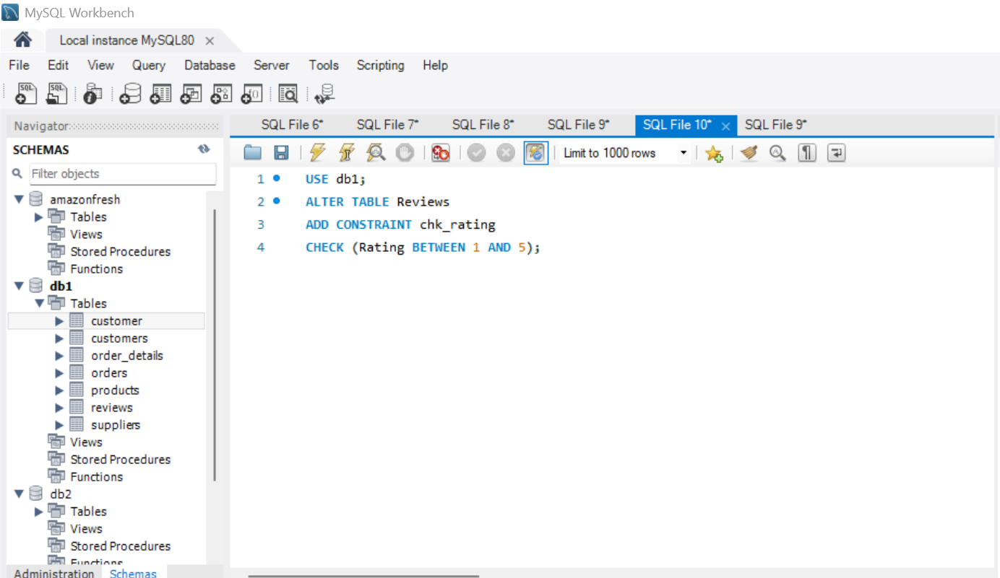 MySQL Workbench
Local instance MySQL80
File Edit View Query Database Server Tools Scripting Help
SQL SQL
Navigator
SCHEMAS
Filter objects
amazonfresh
Tables
Views
Stored Procedures
Functions
db1
Tables
customer
customers
order_details
orders
products
reviews
suppliers
Views
Stored Procedures
Functions
db2
Tables
Views
Stored Procedures
Functions
Administration Schemas
SQL File 6* SQL File 7* SQL File 8* SQL File 9* SQL File 10* SQL File 9*
Limit to 1000 rows
1 USE db1;
2 ALTER TABLE Reviews
3 ADD CONSTRAINT chk_rating
4 CHECK (Rating BETWEEN 1 AND 5);